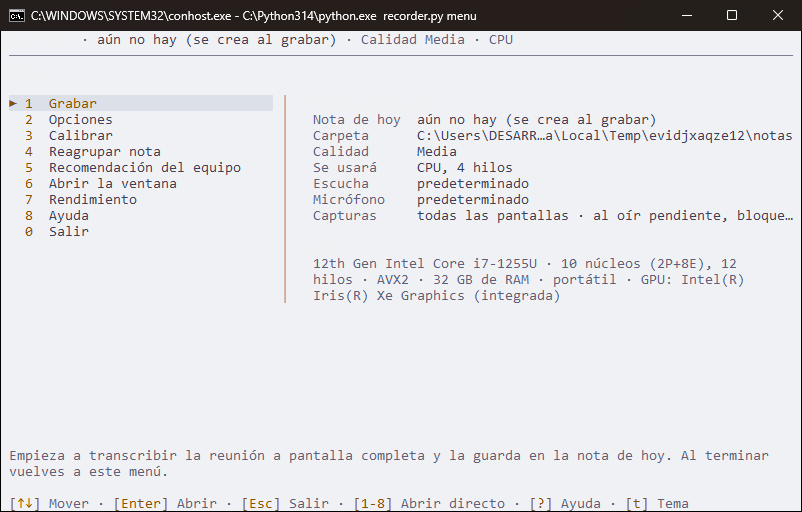 C:\WINDOWS\SYSTEM32\conhost.exe - C:\Python314\python.exe recorder.py menu
· aún no hay (se crea al grabar) · Calidad Media · CPU
► 1 Grabar
2 Opciones
3 Calibrar
4 Reagrupar nota
5 Recomendación del equipo
6 Abrir la ventana
7 Rendimiento
8 Ayuda
0 Salir
Nota de hoy aún no hay (se crea al grabar)
Carpeta C:\Users\DESARR…a\Local\Temp\evidjxaqze12\notas
Calidad Media
Se usará CPU, 4 hilos
Escucha predeterminado
Micrófono predeterminado
Capturas todas las pantallas · al oír pendiente, bloque…
12th Gen Intel Core i7-1255U · 10 núcleos (2P+8E), 12
hilos · AVX2 · 32 GB de RAM · portátil · GPU: Intel(R)
Iris(R) Xe Graphics (integrada)
Empieza a transcribir la reunión a pantalla completa y la guarda en la nota de hoy. Al terminar
vuelves a este menú.
[↑↓] Mover · [Enter] Abrir · [Esc] Salir · [1-8] Abrir directo · [?] Ayuda · [t] Tema